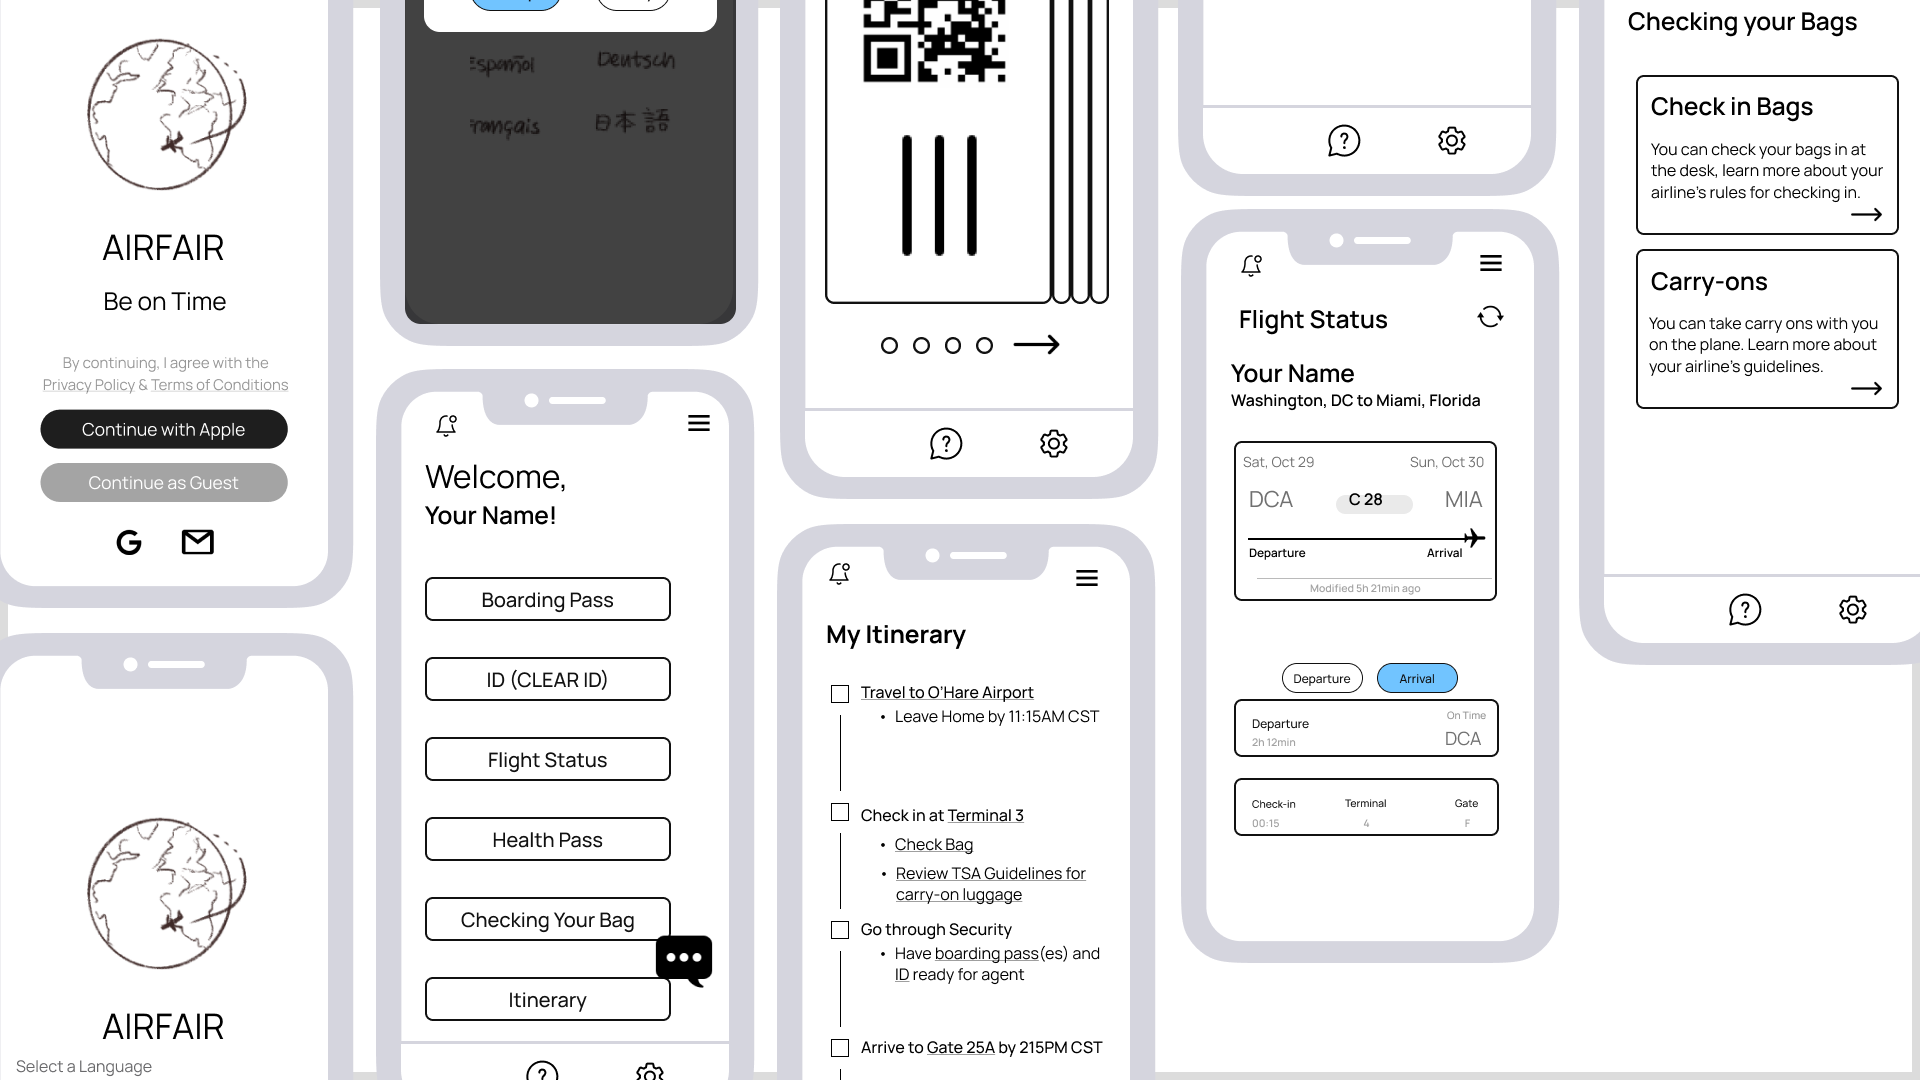 AIRFAIR
Be on Time
By continuing, I agree with the
Privacy Policy & Terms of Conditions
Continue with Apple
Continue as Guest
G
AIRFAIR
Select a Language
Español
Deutsch
Français
日本語
Welcome,
Your Name!
Boarding Pass
ID (CLEAR ID)
Flight Status
Health Pass
Checking Your Bag
Itinerary
My Itinerary
Travel to O'Hare Airport
• Leave Home by 11:15AM CST
Check in at Terminal 3
• Check Bag
• Review TSA Guidelines for
carry-on luggage
Go through Security
• Have boarding pass(es) and
ID ready for agent
Arrive to Gate 25A by 215PM CST
Flight Status
Your Name
Washington, DC to Miami, Florida
Sat, Oct 29
Sun, Oct 30
DCA
C 28
MIA
Departure
Arrival
Modified 5h 21min ago
Departure
Arrival
Departure
On Time
2h 12min
DCA
Check-in
Terminal
Gate
00:15
4
F
Checking your Bags
Check in Bags
You can check your bags in at
the desk, learn more about your
airline's rules for checking in.
Carry-ons
You can take carry ons with you
on the plane. Learn more about
your airline's guidelines.